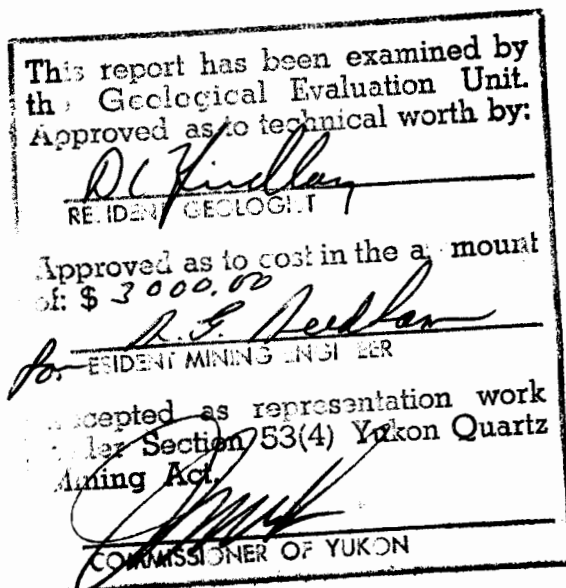 This report has been examined by
the Geological Evaluation Unit.
Approved as to technical worth by:
D C Findlay
RESIDENT GEOLOGIST
Approved as to cost in the amount
of: $ 3000.00
R. G. Needham
for RESIDENT MINING ENGINEER
Accepted as representation work
under Section 53(4) Yukon Quartz
Mining Act.
COMMISSIONER OF YUKON